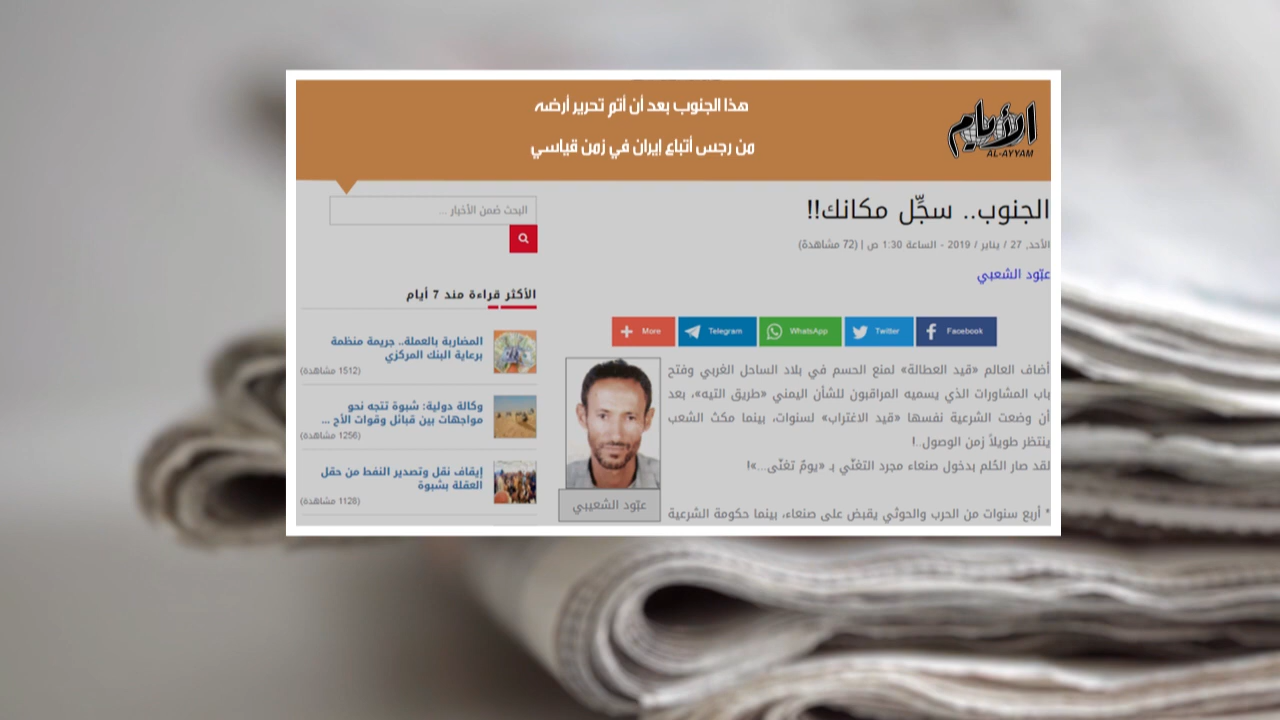 هذا الجنوب بعد أن أتم تحرير أرضه
من رجس أتباع إيران في زمن قياسي
الأيام
AL-AYYAM
الجنوب.. سجِّل مكانك!!
الأحد, 27 / يناير / 2019 - الساعة 1:30 ص | (72 مشاهدة)
عبّود الشعبي
Facebook
Twitter
WhatsApp
Telegram
More
أضاف العالم «قيد العطالة» لمنع الحسم في بلاد الساحل الغربي وفتح
باب المشاورات الذي يسميه المراقبون للشأن اليمني «طريق التيه»، بعد
أن وضعت الشرعية نفسها «قيد الاغتراب» لسنوات، بينما مكث الشعب
ينتظر طويلاً زمن الوصول ..!
لقد صار الحُلم بدخول صنعاء مجرد التغنّي بـ «يومٌ تغنّى...»!
* أربع سنوات من الحرب والحوثي يقبض على صنعاء، بينما حكومة الشرعية
عبّود الشعيبي
البحث ضمن الأخبار ...
الأكثر قراءة منذ 7 أيام
المضاربة بالعملة.. جريمة منظمة
برعاية البنك المركزي
(1512 مشاهدة)
وكالة دولية: شبوة تتجه نحو
مواجهات بين قبائل وقوات الأح ...
(1256 مشاهدة)
إيقاف نقل وتصدير النفط من حقل
العقلة بشبوة
(1128 مشاهدة)